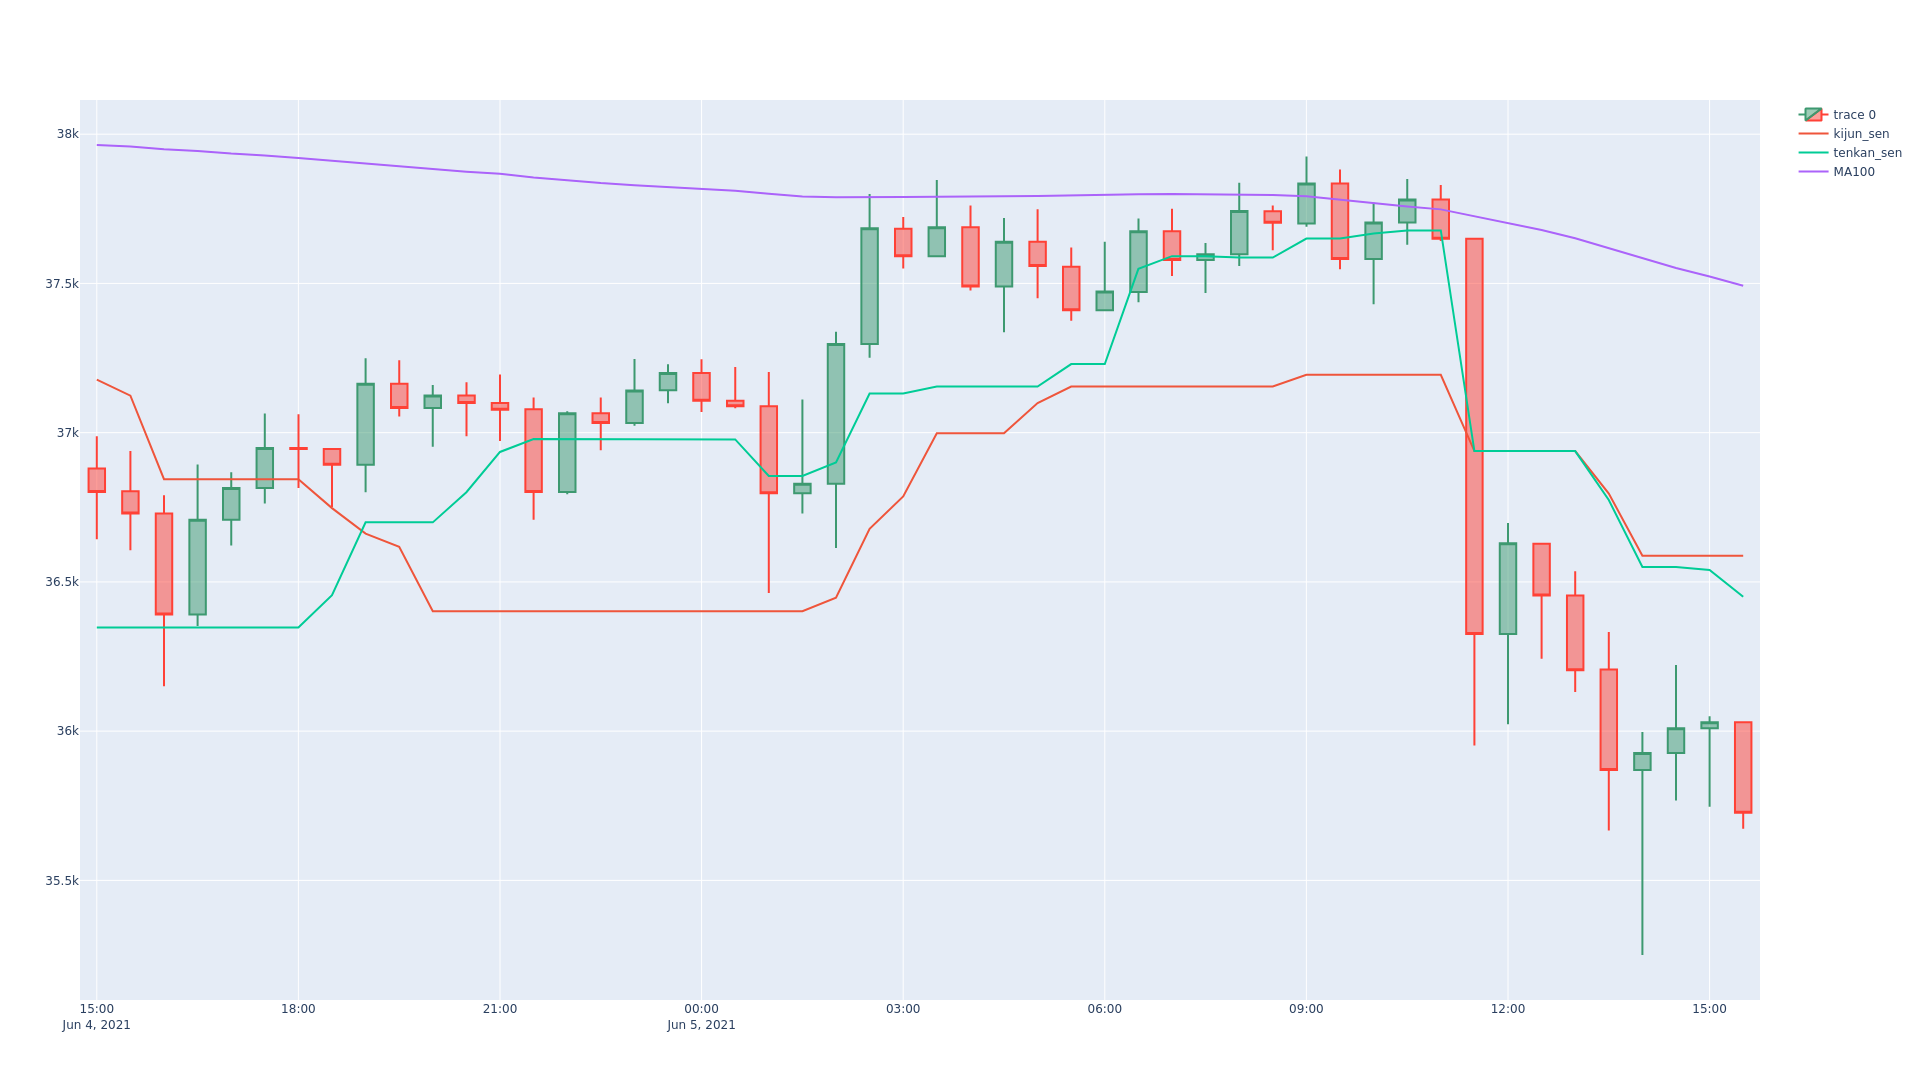 38k
37.5k
37k
36.5k
36k
35.5k
15:00 18:00 21:00 00:00 03:00 06:00 09:00 12:00 15:00
Jun 4, 2021 Jun 5, 2021
trace 0
kijun_sen
tenkan_sen
MA100